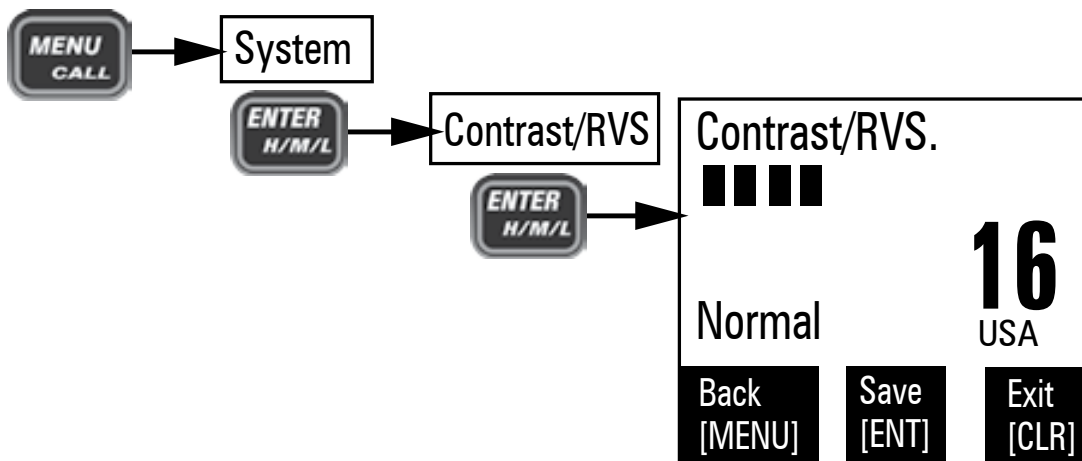 MENU
CALL
System
ENTER
H/M/L
Contrast/RVS
ENTER
H/M/L
Contrast/RVS.
16
Normal
USA
Back
[MENU]
Save
[ENT]
Exit
[CLR]